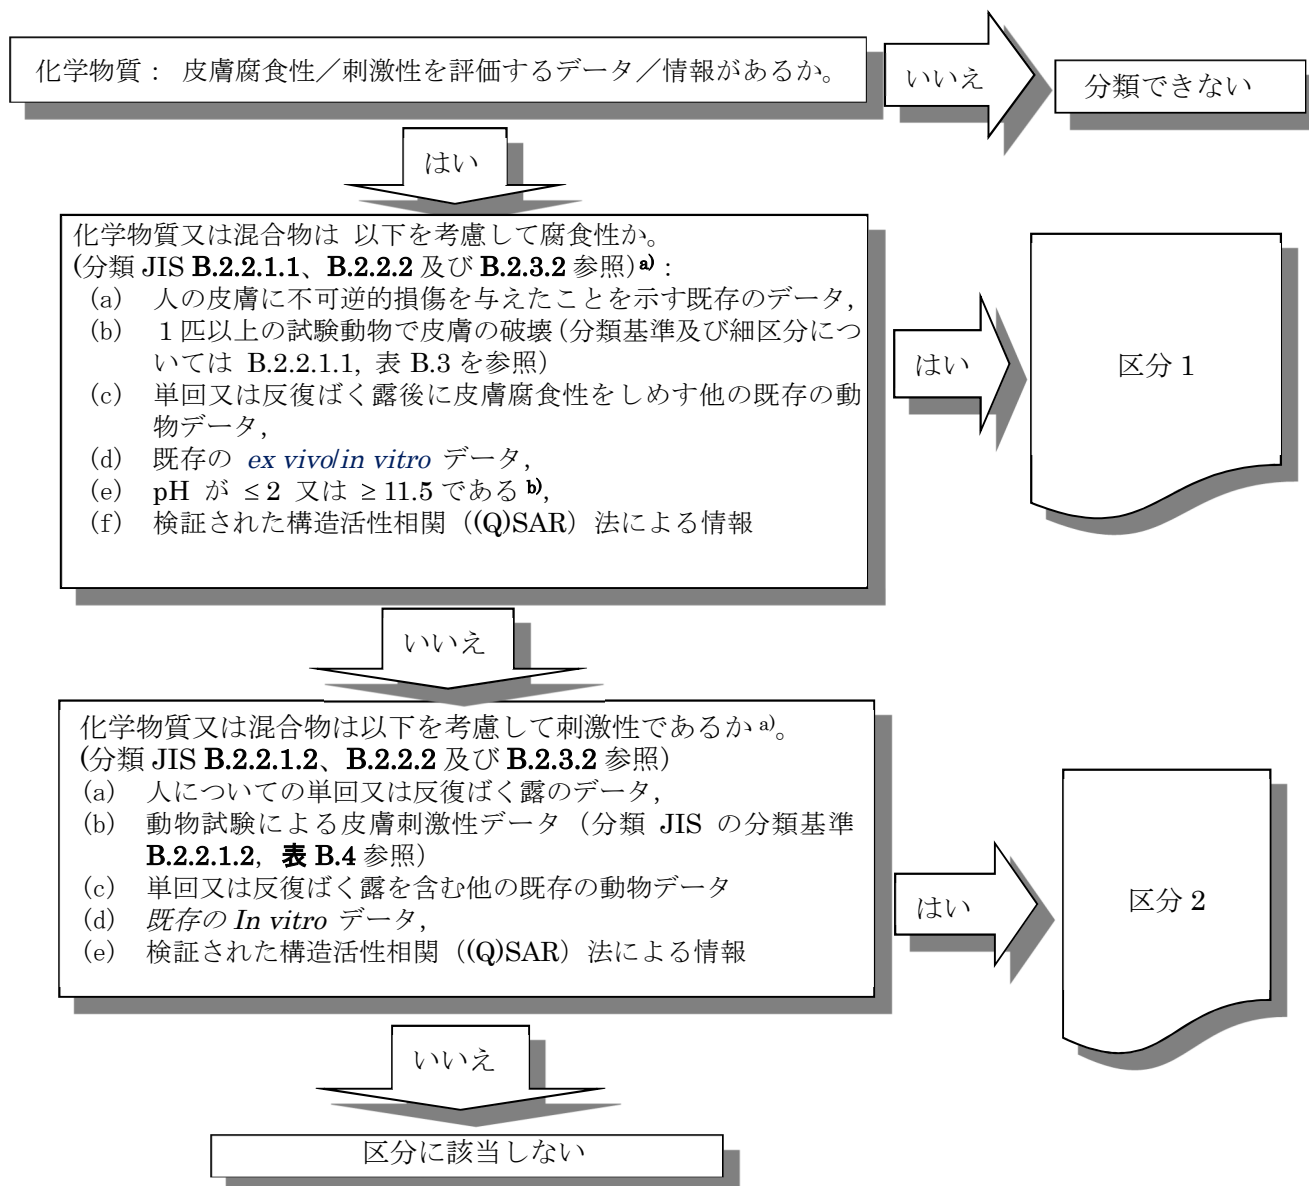 化学物質： 皮膚腐食性／刺激性を評価するデータ／情報があるか。
いいえ
分類できない
はい
化学物質又は混合物は 以下を考慮して腐食性か。
(分類 JIS B.2.2.1.1、B.2.2.2 及び B.2.3.2 参照)a)：
(a) 人の皮膚に不可逆的損傷を与えたことを示す既存のデータ,
(b) １匹以上の試験動物で皮膚の破壊（分類基準及び細区分につ
いては B.2.2.1.1, 表 B.3 を参照）
(c) 単回又は反復ばく露後に皮膚腐食性をしめす他の既存の動
物データ,
(d) 既存の ex vivo/in vitro データ,
(e) pH が ≤ 2 又は ≥ 11.5 である b),
(f) 検証された構造活性相関（(Q)SAR）法による情報
はい
区分 1
いいえ
化学物質又は混合物は以下を考慮して刺激性であるか a)。
(分類 JIS B.2.2.1.2、B.2.2.2 及び B.2.3.2 参照）
(a) 人についての単回又は反復ばく露のデータ,
(b) 動物試験による皮膚刺激性データ（分類 JIS の分類基準
B.2.2.1.2, 表 B.4 参照）
(c) 単回又は反復ばく露を含む他の既存の動物データ
(d) 既存の In vitro データ,
(e) 検証された構造活性相関（(Q)SAR）法による情報
はい
区分 2
いいえ
区分に該当しない